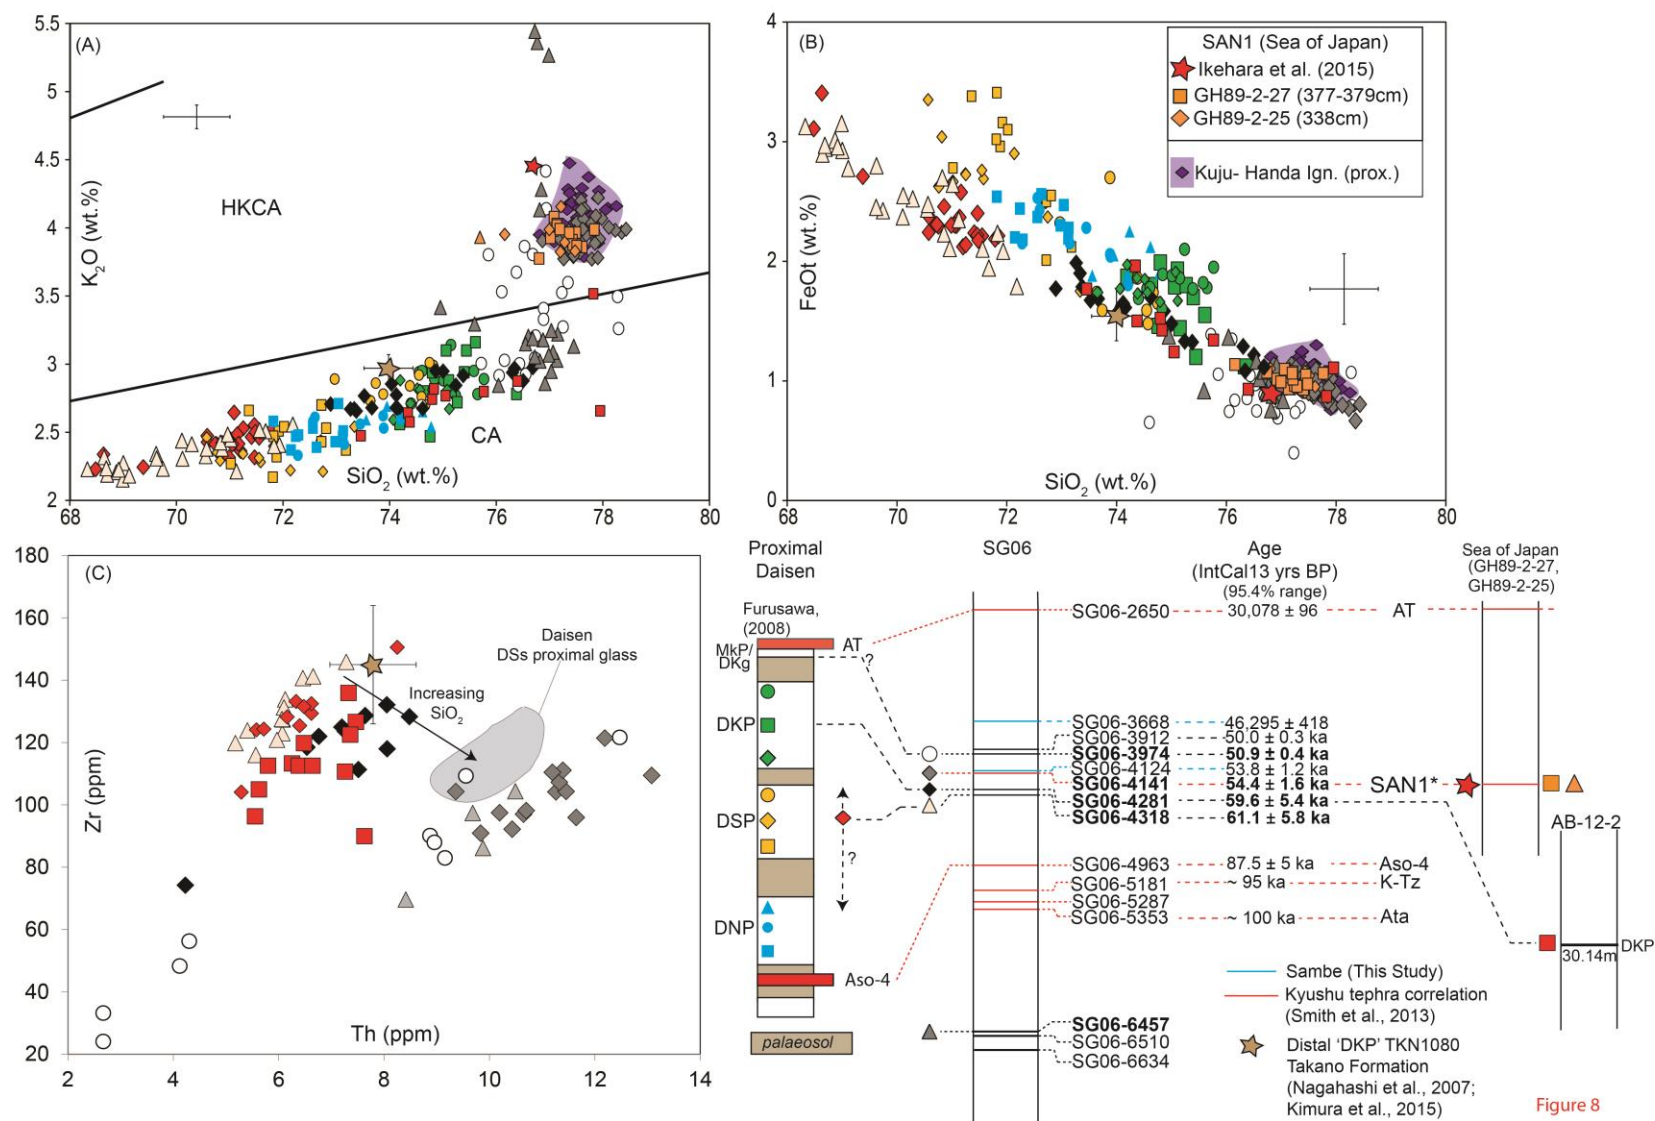 (A)
5.5
5
4.5
4
3.5
3
2.5
2
K2O (wt.%)
HKCA
CA
SiO2 (wt.%)
68 70 72 74 76 78 80
(B)
4
3
2
1
0
FeOt (wt.%)
SiO2 (wt.%)
68 70 72 74 76 78 80
SAN1 (Sea of Japan)
Ikehara et al. (2015)
GH89-2-27 (377-379cm)
GH89-2-25 (338cm)
Kuju- Handa Ign. (prox.)
(C)
180
160
140
120
100
80
60
40
20
Zr (ppm)
Daisen
DSs proximal glass
Increasing
SiO2
Th (ppm)
2 4 6 8 10 12 14
Proximal
Daisen
Furusawa,
(2008)
MkP/
DKg
AT
?
DKP
DSP
?
DNP
Aso-4
palaeosol
SG06
Age
(IntCal13 yrs BP)
(95.4% range)
SG06-2650 30,078 ± 96 AT
SG06-3668 46,295 ± 418
SG06-3912 50.0 ± 0.3 ka
SG06-3974 50.9 ± 0.4 ka
SG06-4124 53.8 ± 1.2 ka
SG06-4141 54.4 ± 1.6 ka SAN1*
SG06-4281 59.6 ± 5.4 ka
SG06-4318 61.1 ± 5.8 ka
SG06-4963 87.5 ± 5 ka Aso-4
SG06-5181 ~ 95 ka K-Tz
SG06-5287
SG06-5353 ~ 100 ka Ata
SG06-6457
SG06-6510
SG06-6634
Sea of Japan
(GH89-2-27,
GH89-2-25)
AB-12-2
DKP
30.14m
Sambe (This Study)
Kyushu tephra correlation
(Smith et al., 2013)
Distal ‘DKP’ TKN1080
Takano Formation
(Nagahashi et al., 2007;
Kimura et al., 2015)
Figure 8